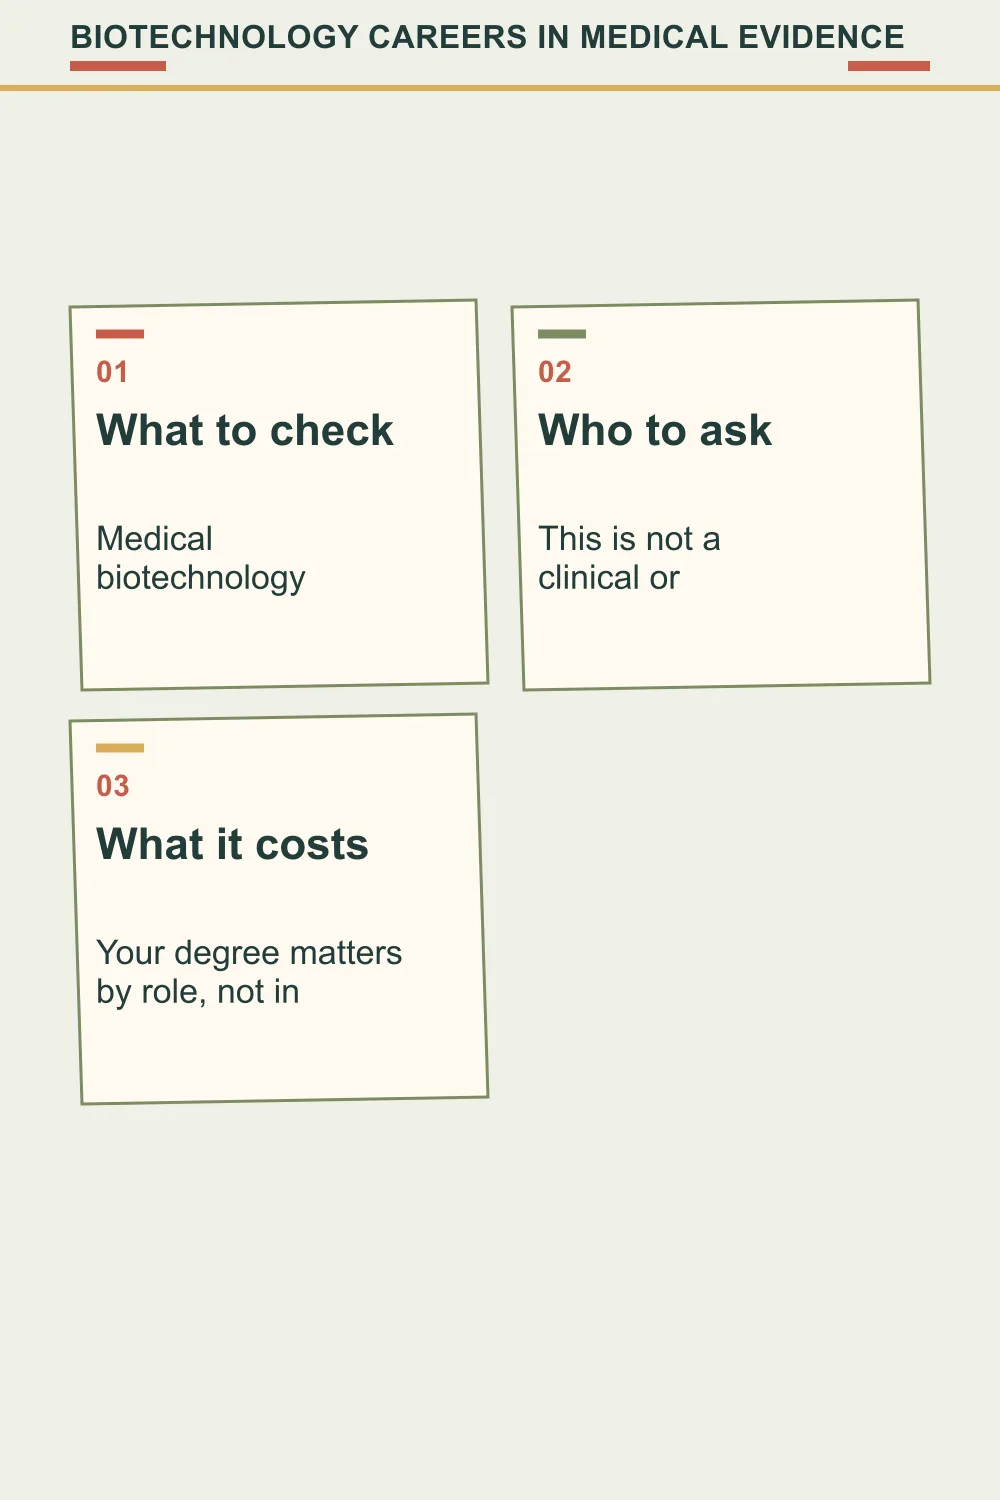 BIOTECHNOLOGY CAREERS IN MEDICAL EVIDENCE
01
What to check
Medical
biotechnology
02
Who to ask
This is not a
clinical or
03
What it costs
Your degree matters
by role, not in